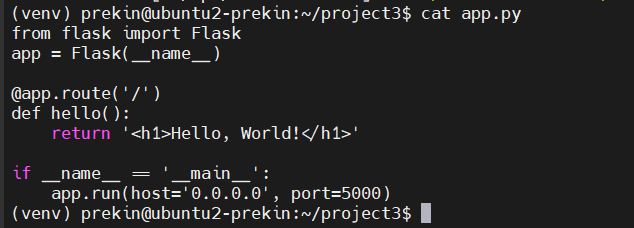 (venv) prekin@ubuntu2-prekin:~/project3$ cat app.py
from flask import Flask
app = Flask(__name__)

@app.route('/')
def hello():
    return '<h1>Hello, World!</h1>'

if __name__ == '__main__':
    app.run(host='0.0.0.0', port=5000)
(venv) prekin@ubuntu2-prekin:~/project3$